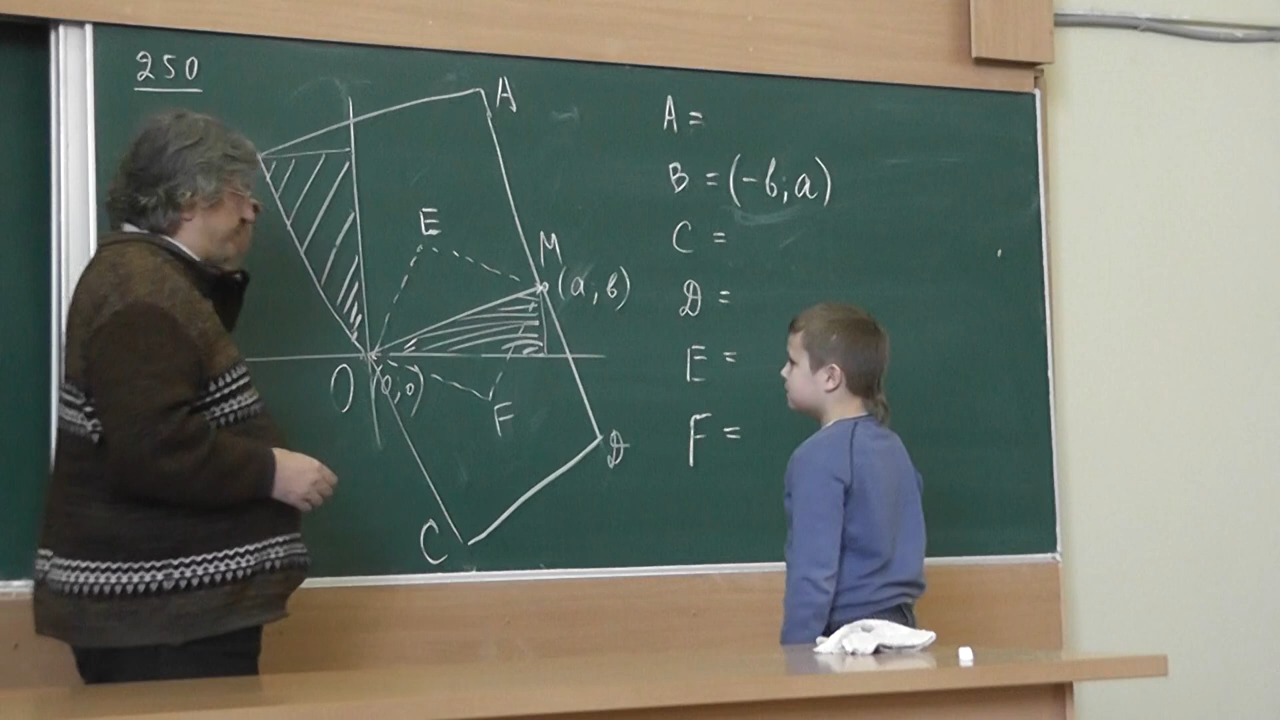 250
A
E
M
(a; b)
O (0; 0)
F
D
C
A =
B = (-b; a)
C =
D =
E =
F =